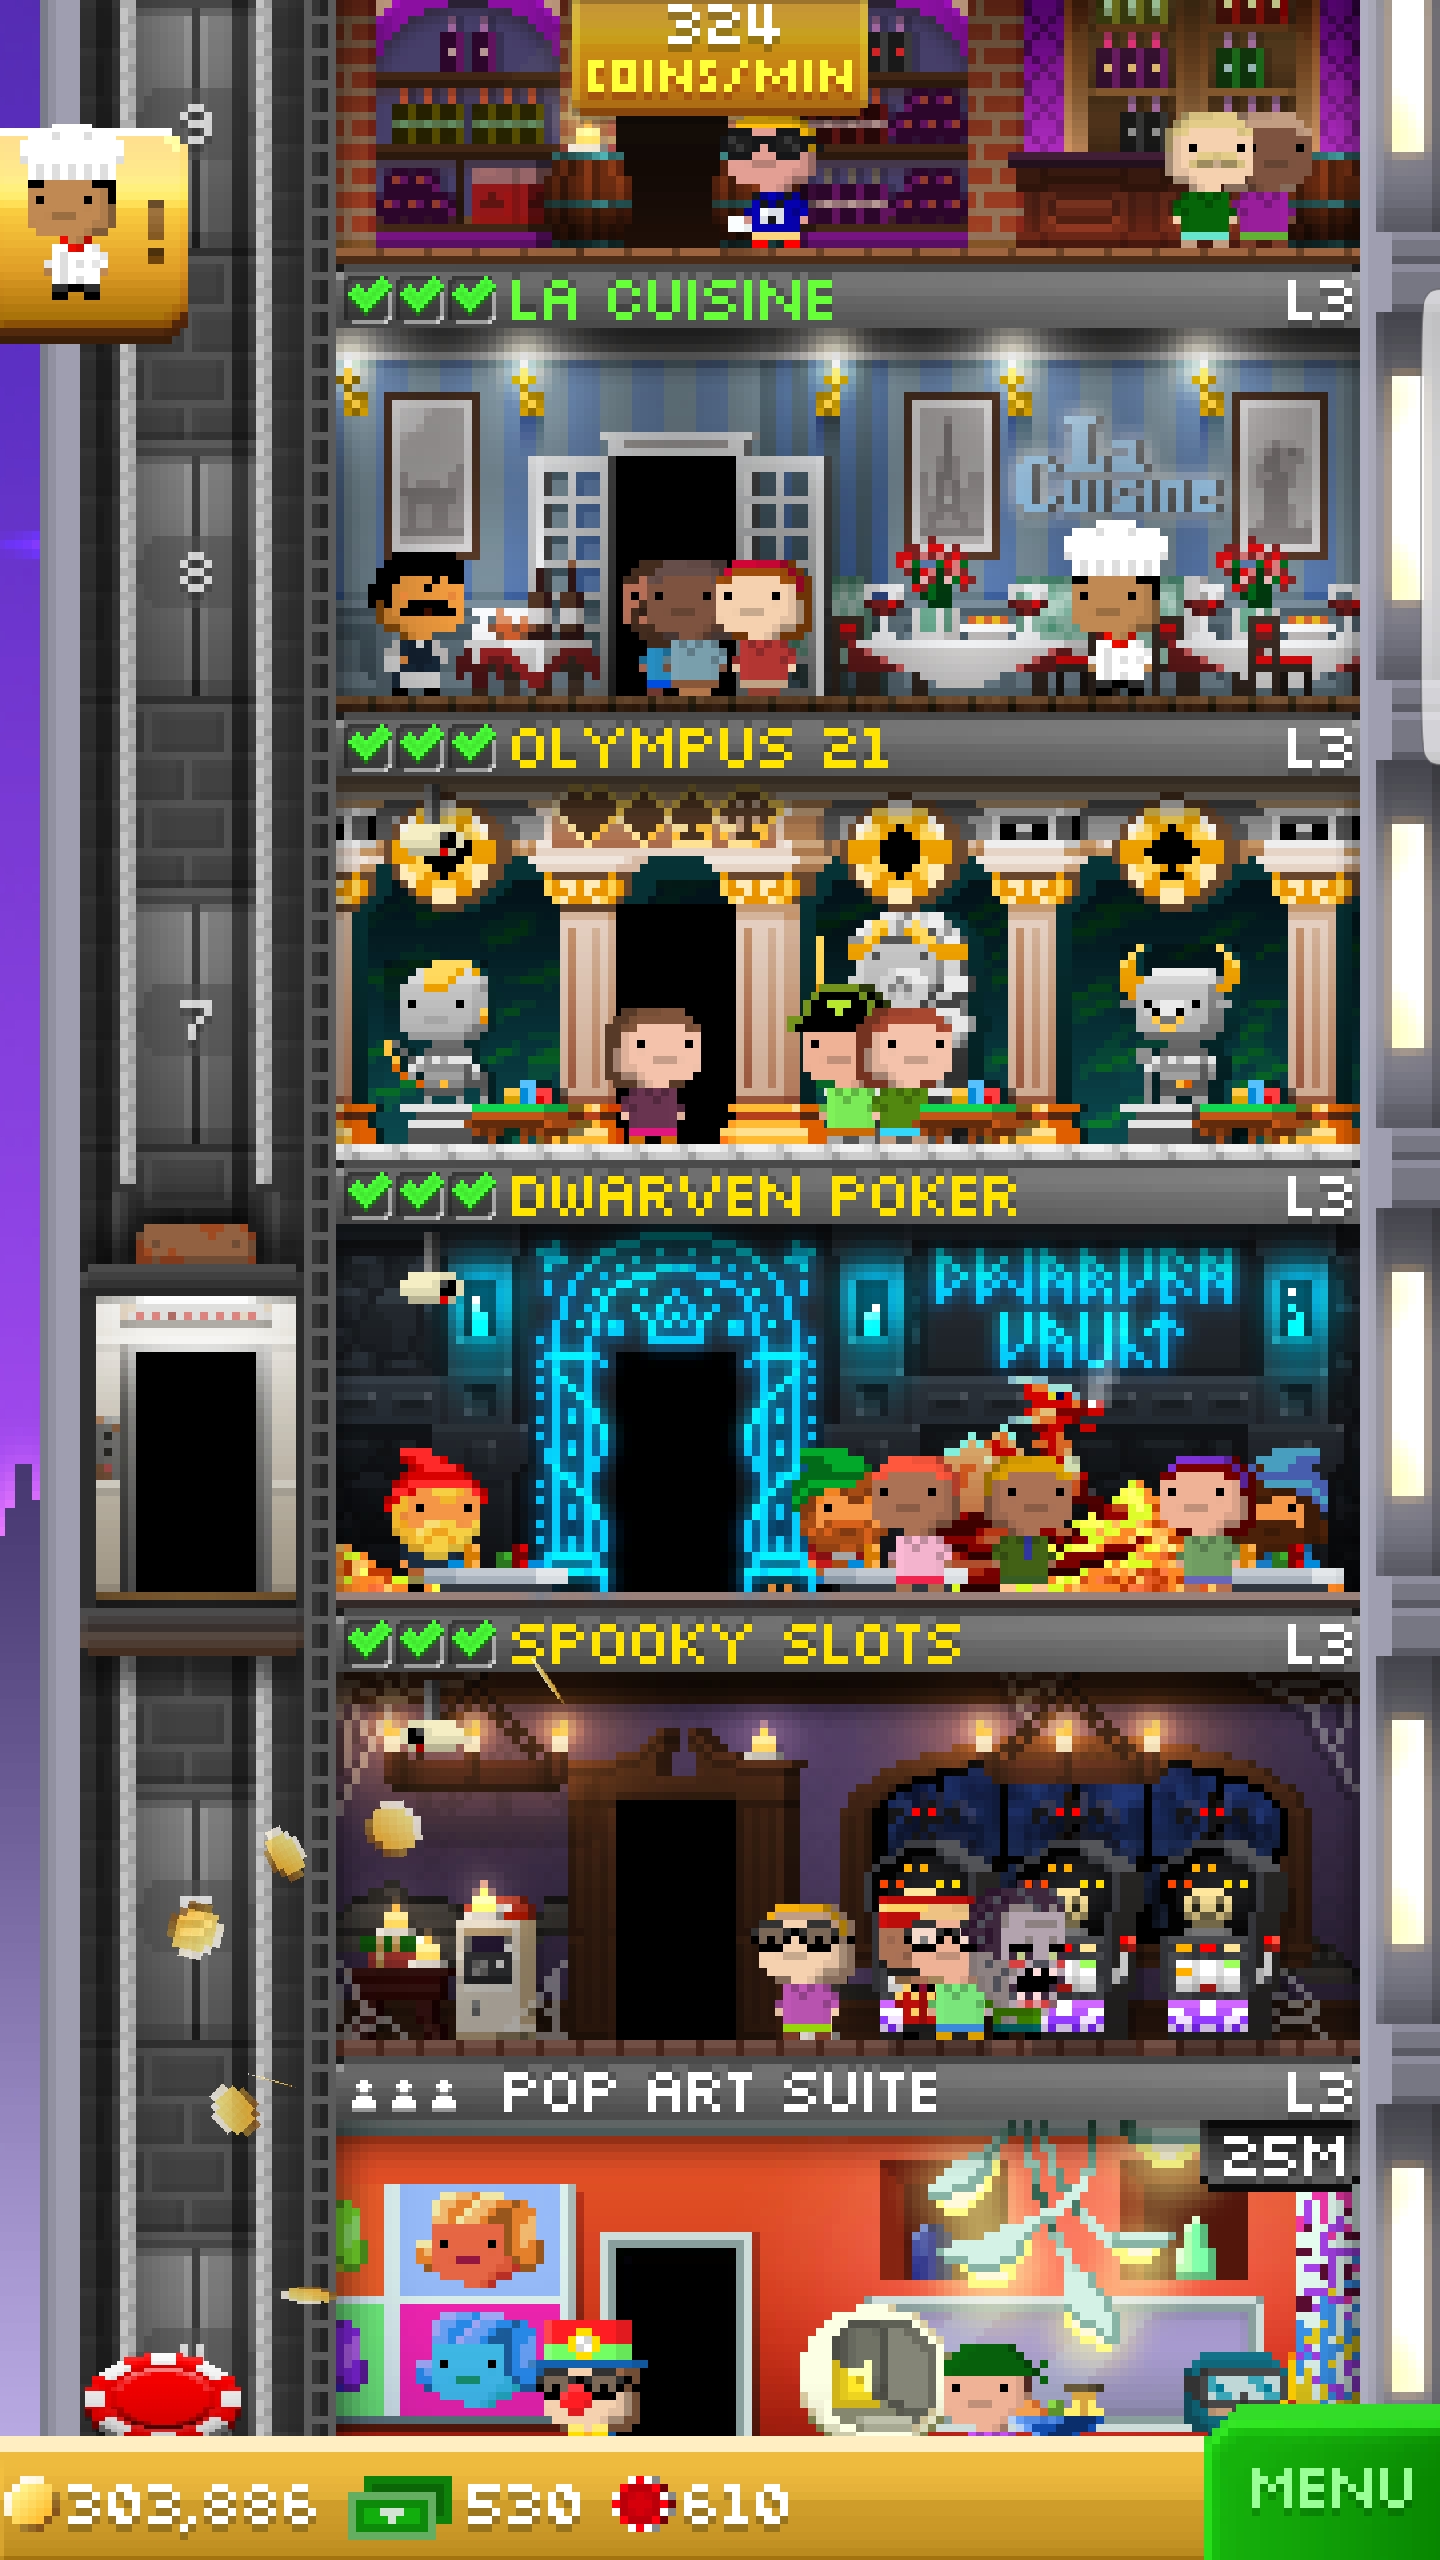 324
COINS/MIN
9
!
LA CUISINE L3
La
Cuisine
8
OLYMPUS 21 L3
7
DWARVEN POKER L3
DWARVEN
VAULT
SPOOKY SLOTS L3
POP ART SUITE L3
25M
303,886 530 610
MENU